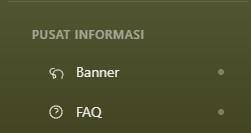 PUSAT INFORMASI
Banner
FAQ